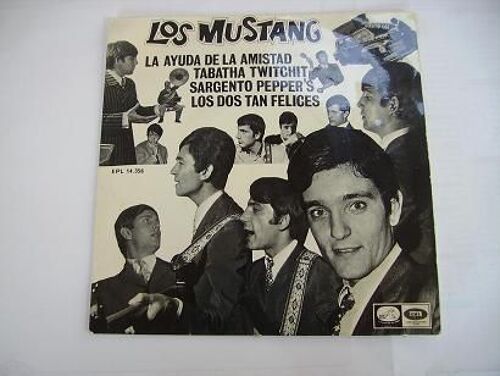 LOS MUSTANG
LA AYUDA DE LA AMISTAD
TABATHA TWITCHIT
SARGENTO PEPPER'S
LOS DOS TAN FELICES
EPL 14.356